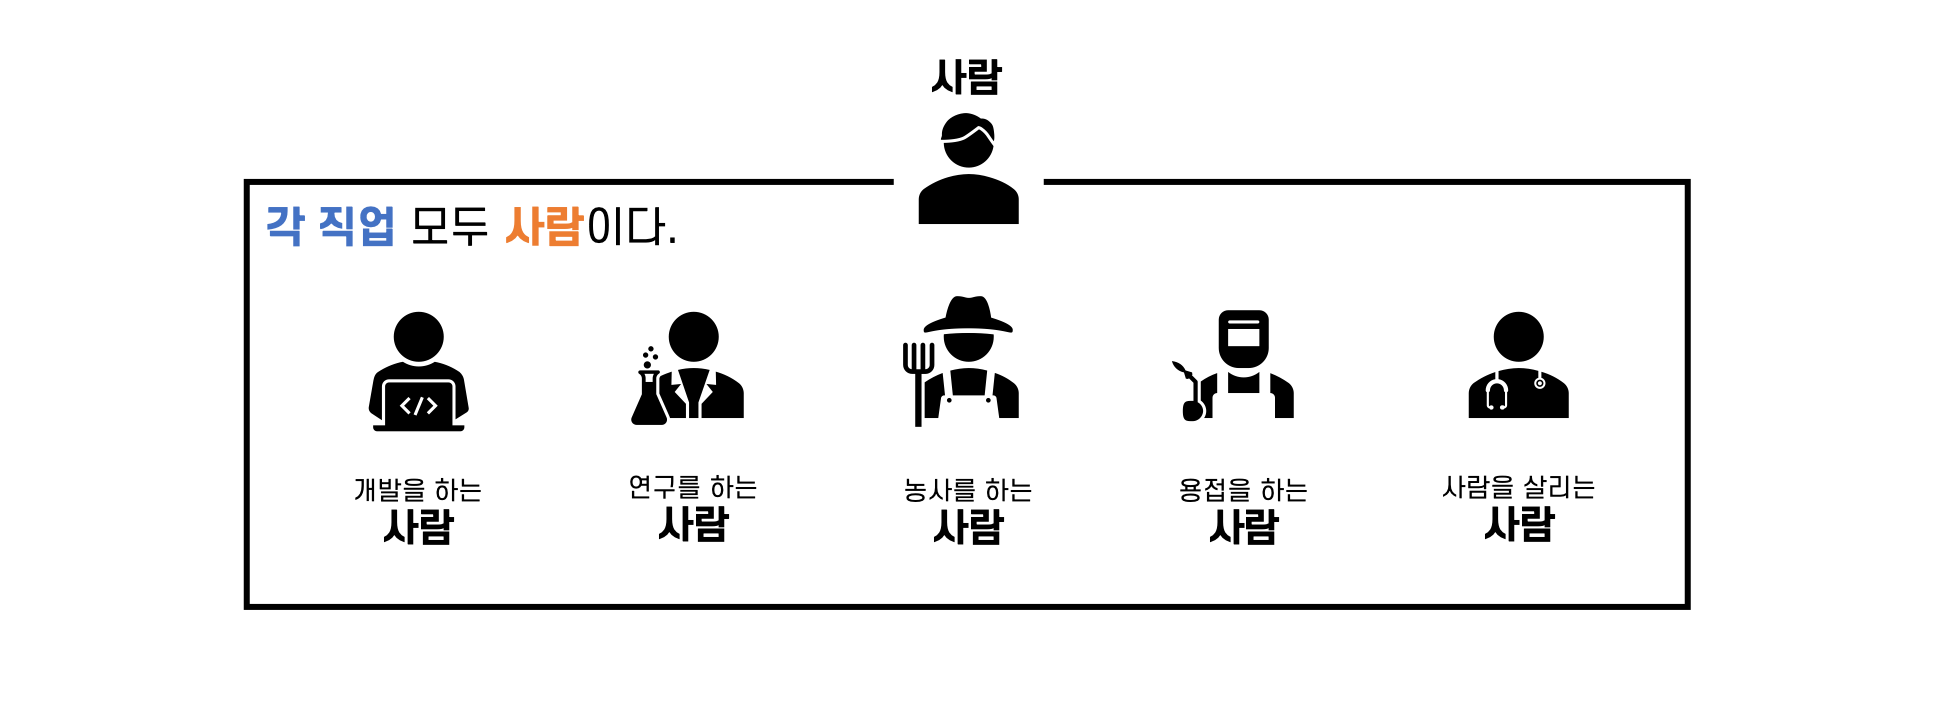 사람
각 직업 모두 사람이다.
</>
개발을 하는
사람
연구를 하는
사람
농사를 하는
사람
용접을 하는
사람
사람을 살리는
사람